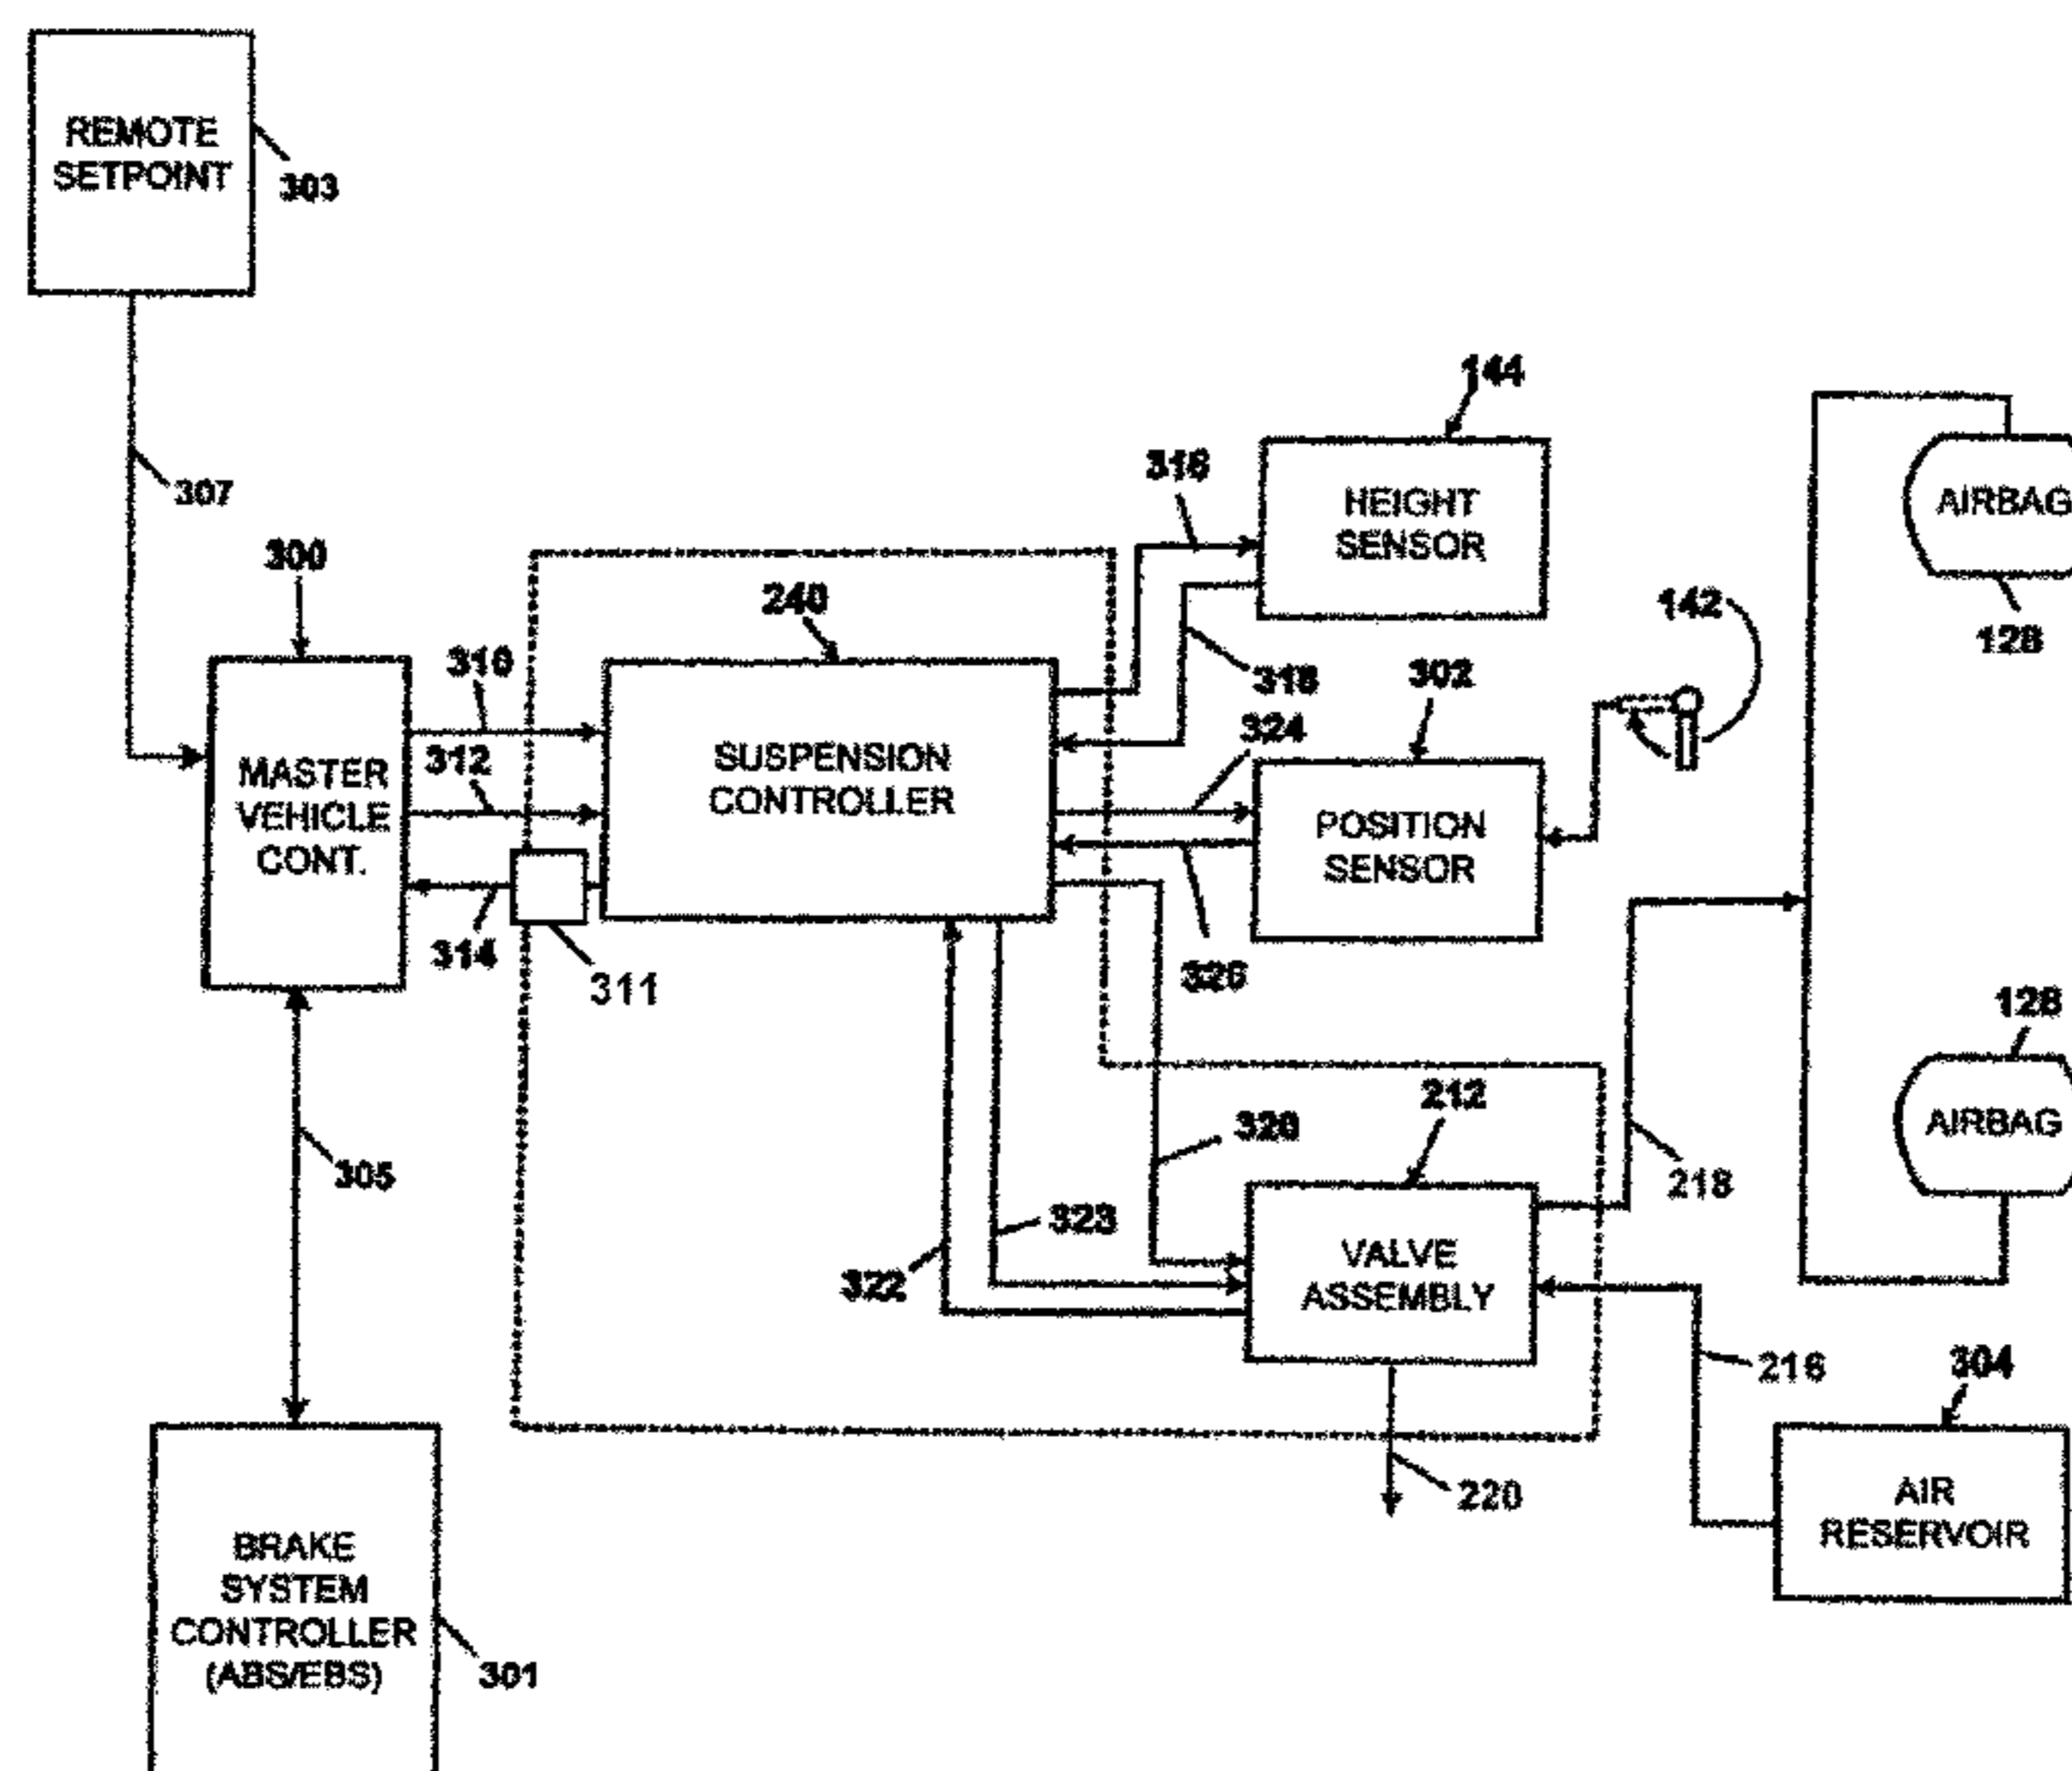 REMOTE
SETPOINT
303
307
300
310
312
314
311
MASTER
VEHICLE
CONT.
240
SUSPENSION
CONTROLLER
144
316
HEIGHT
SENSOR
318
302
324
POSITION
SENSOR
326
142
AIRBAG
128
128
AIRBAG
218
212
320
323
322
VALVE
ASSEMBLY
216
304
AIR
RESERVOIR
220
305
BRAKE
SYSTEM
CONTROLLER
(ABS/EBS)
301